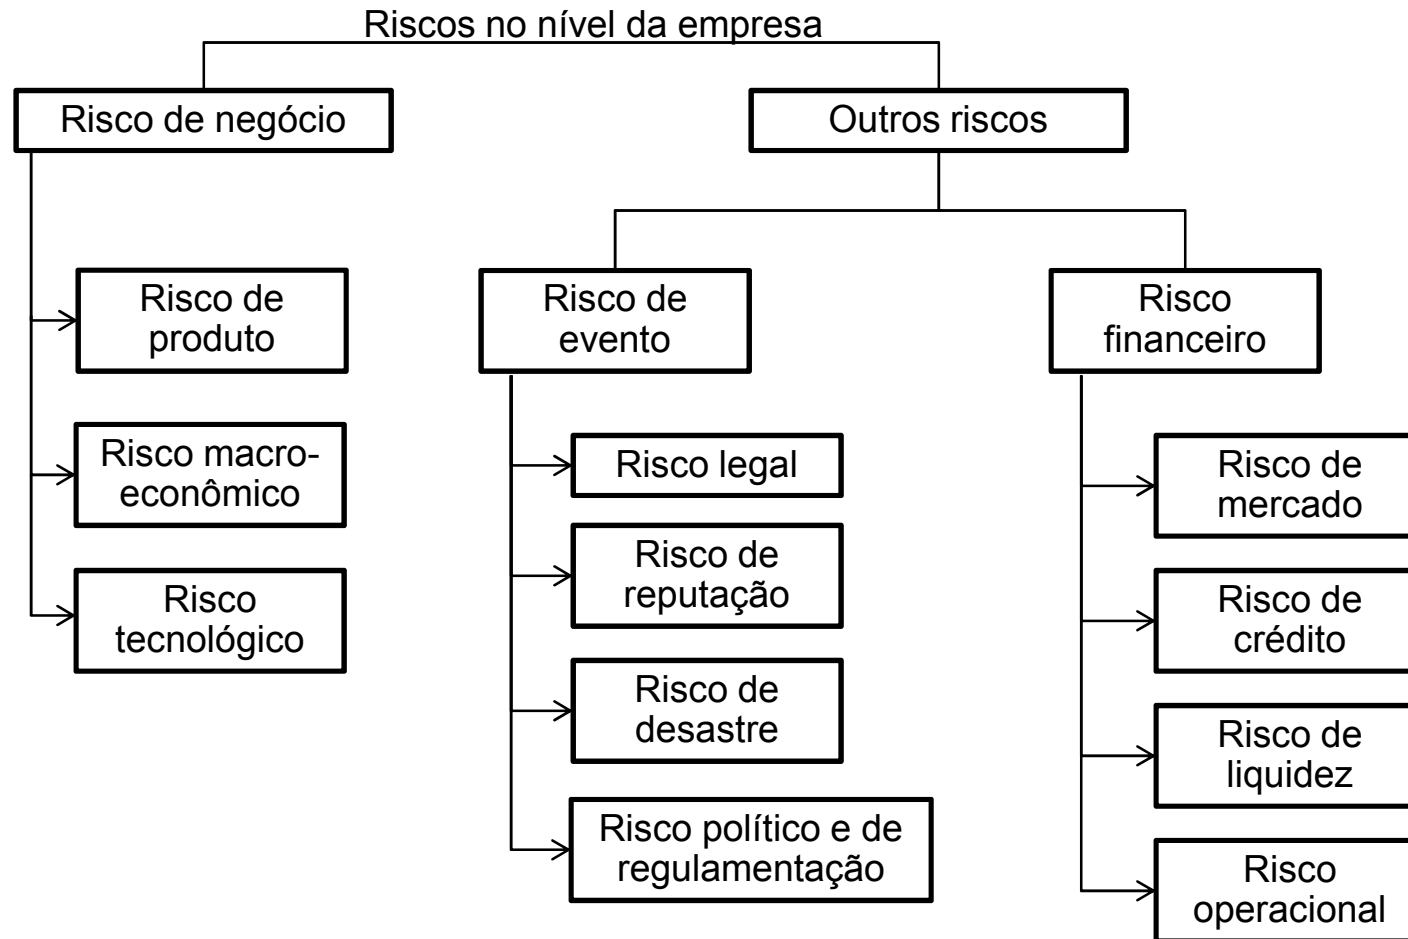 Riscos no nível da empresa
Risco de negócio
Outros riscos
Risco de
produto
Risco macro-
econômico
Risco
tecnológico
Risco de
evento
Risco legal
Risco de
reputação
Risco de
desastre
Risco político e de
regulamentação
Risco
financeiro
Risco de
mercado
Risco de
crédito
Risco de
liquidez
Risco
operacional